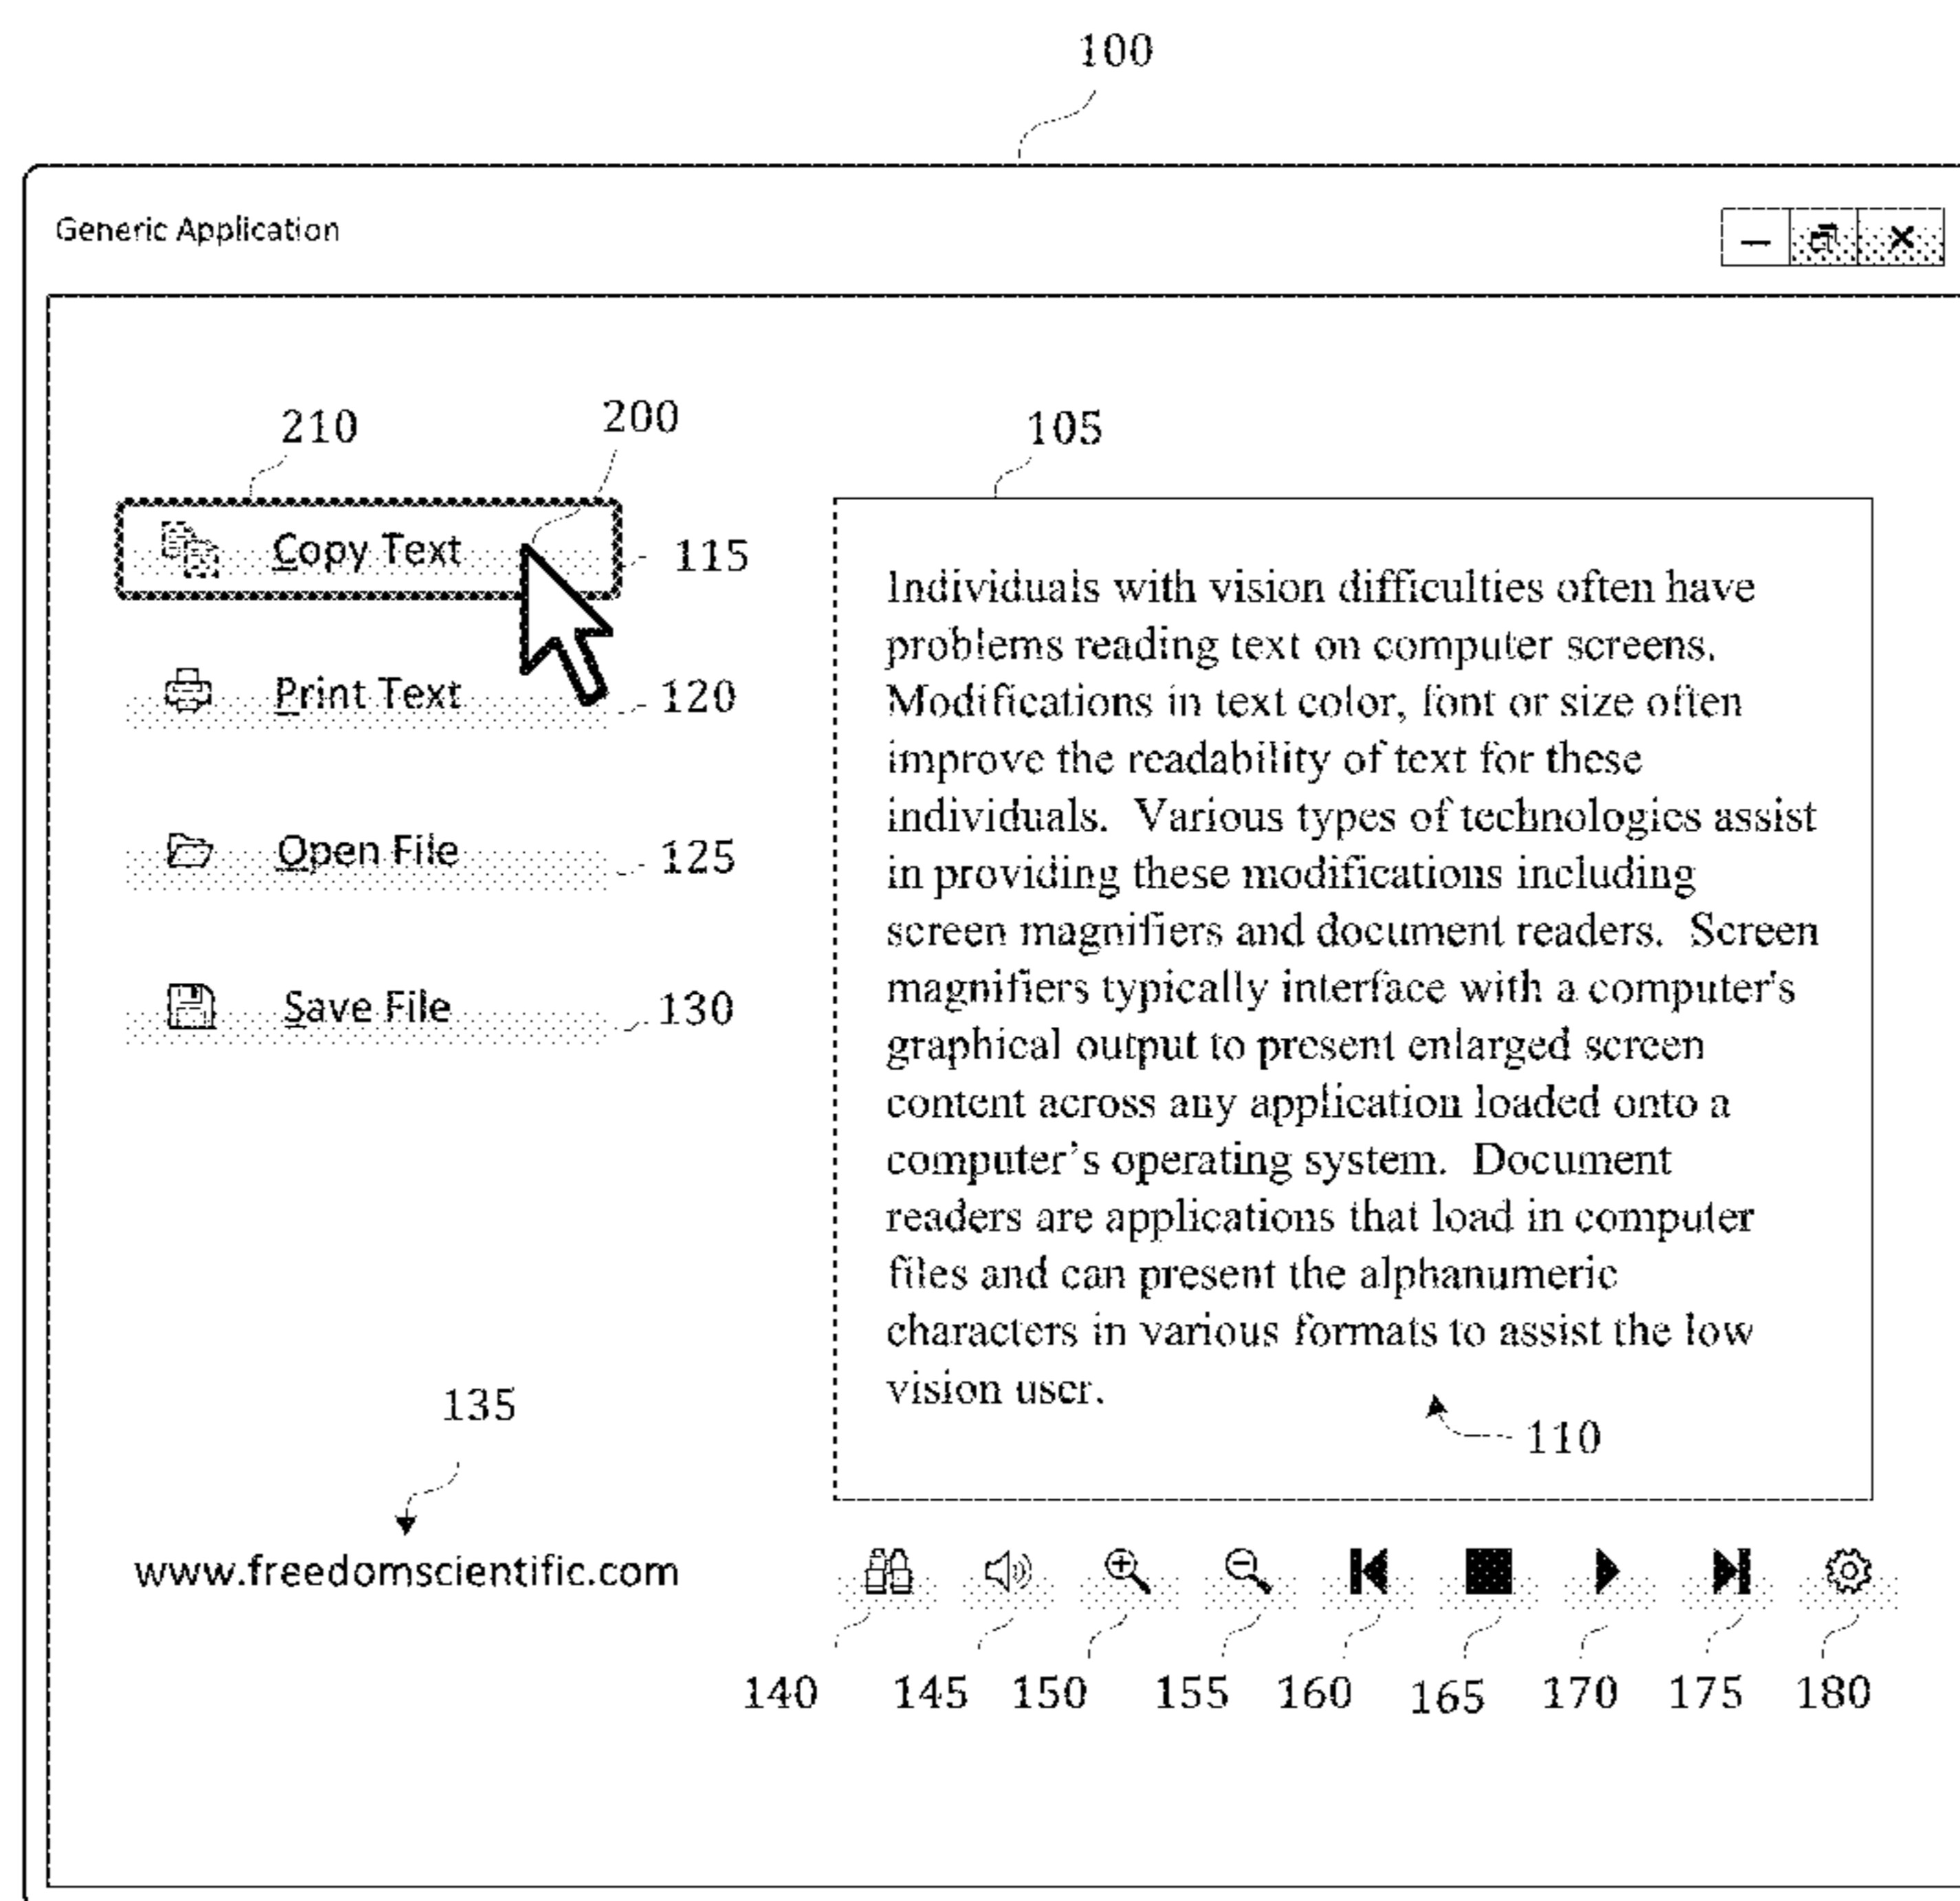 100
Generic Application
210
200
105
Copy Text
115
Print Text
120
Open File
125
Save File
130
Individuals with vision difficulties often have
problems reading text on computer screens.
Modifications in text color, font or size often
improve the readability of text for these
individuals.  Various types of technologies assist
in providing these modifications including
screen magnifiers and document readers.  Screen
magnifiers typically interface with a computer's
graphical output to present enlarged screen
content across any application loaded onto a
computer’s operating system.  Document
readers are applications that load in computer
files and can present the alphanumeric
characters in various formats to assist the low
vision user.
110
135
www.freedomscientific.com
140 145 150 155 160 165 170 175 180